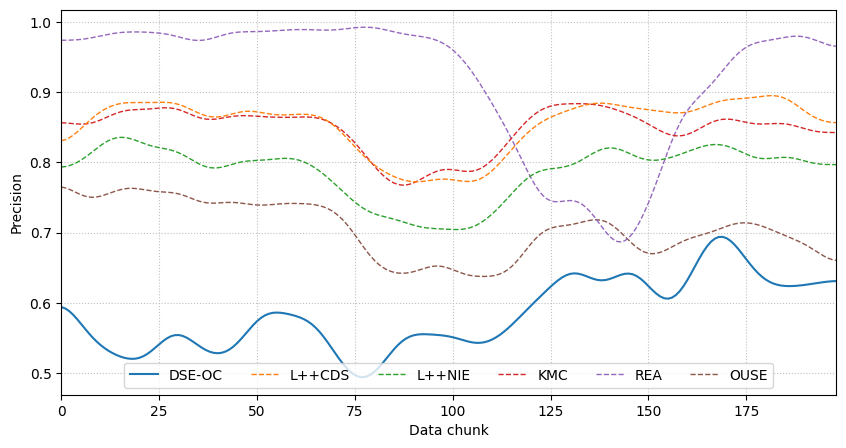 1.0
0.9
0.8
0.7
0.6
0.5
Precision
DSE-OC L++CDS L++NIE KMC REA OUSE
0 25 50 75 100 125 150 175
Data chunk